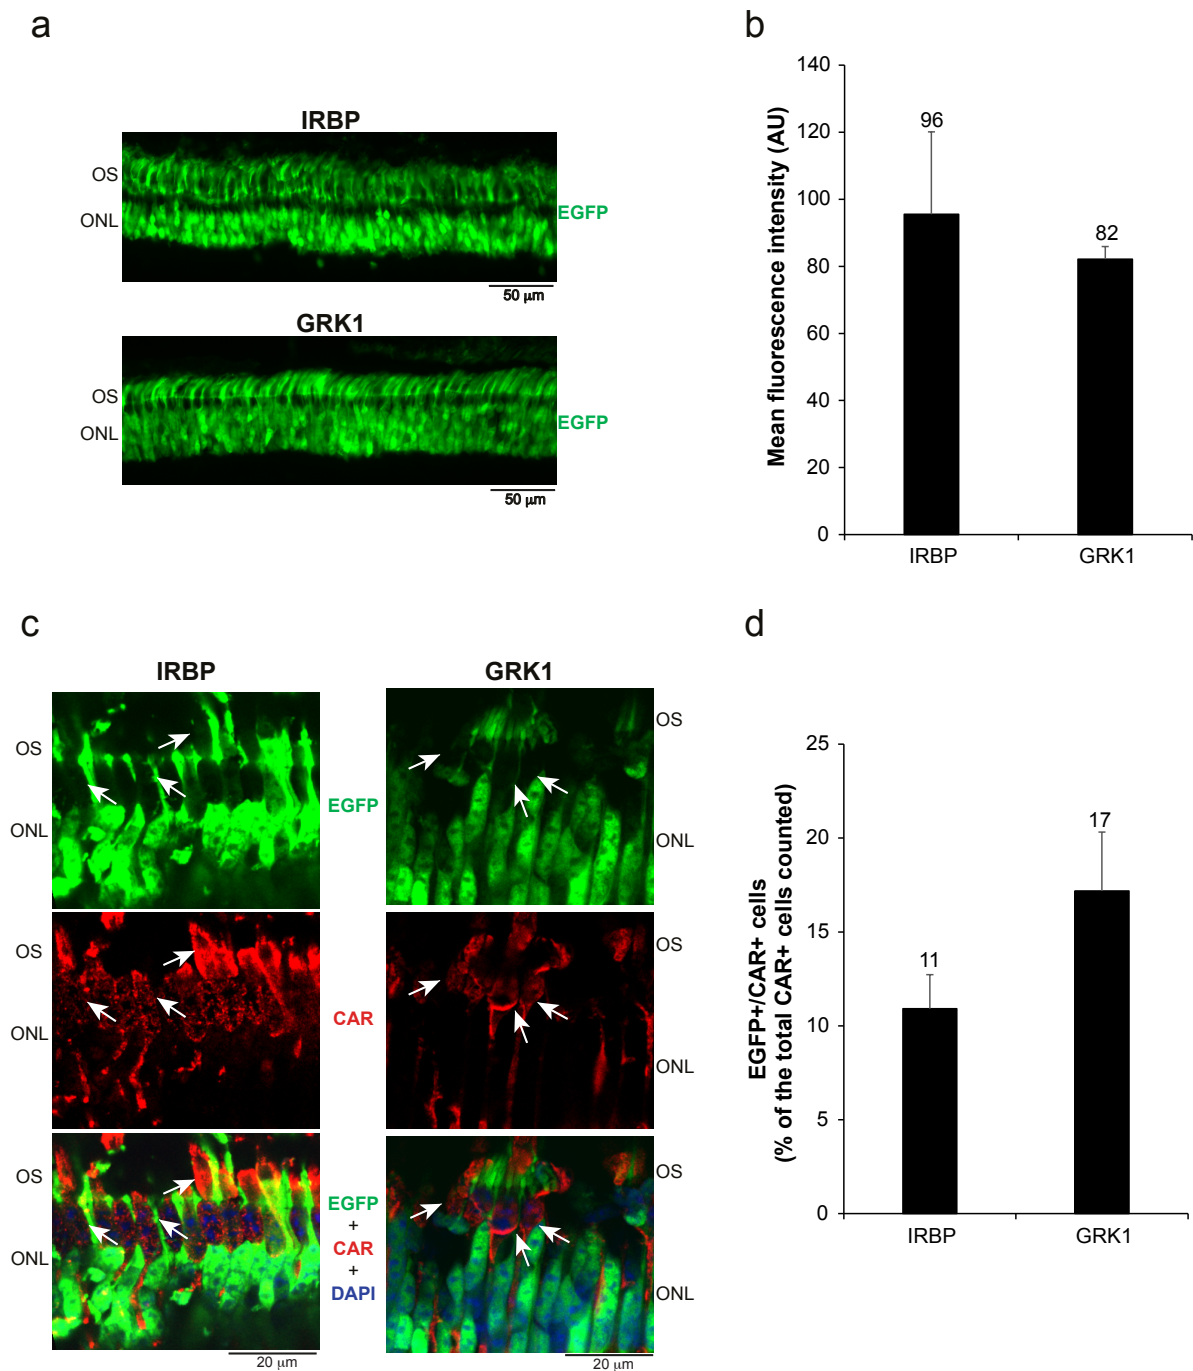 a
IRBP
OS
ONL
EGFP
50 µm
GRK1
OS
ONL
EGFP
50 µm
b
Mean fluorescence intensity (AU)
140
120
100
80
60
40
20
0
96
82
IRBP
GRK1
c
IRBP
GRK1
OS
ONL
EGFP
OS
ONL
OS
ONL
CAR
OS
ONL
OS
ONL
EGFP
+
CAR
+
DAPI
OS
ONL
20 µm
20 µm
d
EGFP+/CAR+ cells
(% of the total CAR+ cells counted)
25
20
15
10
5
0
11
17
IRBP
GRK1